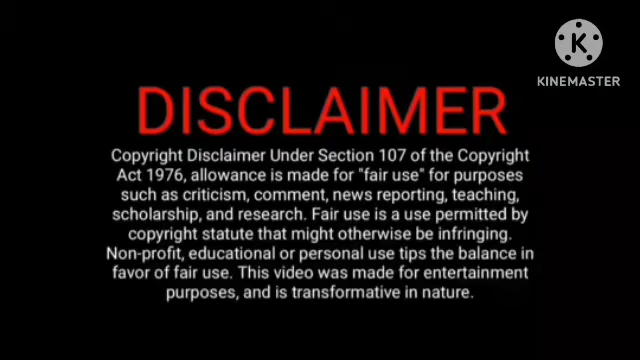 K
KINEMASTER
DISCLAIMER
Copyright Disclaimer Under Section 107 of the Copyright
Act 1976, allowance is made for "fair use" for purposes
such as criticism, comment, news reporting, teaching,
scholarship, and research. Fair use is a use permitted by
copyright statute that might otherwise be infringing.
Non-profit, educational or personal use tips the balance in
favor of fair use. This video was made for entertainment
purposes, and is transformative in nature.